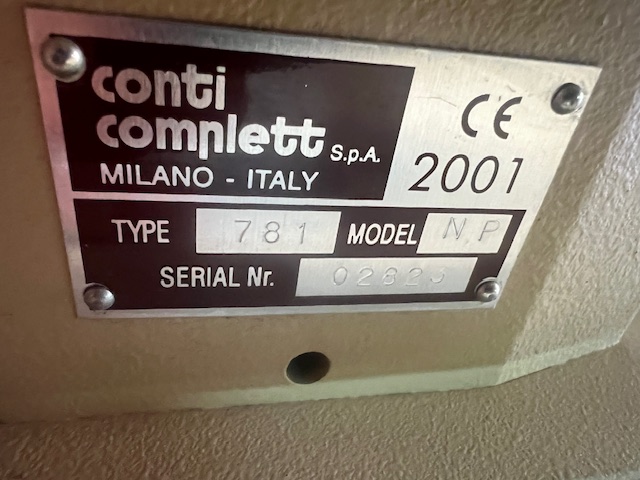 conti
complett S.p.A.
MILANO - ITALY
CE
2001
TYPE 781 MODEL NP
SERIAL Nr.